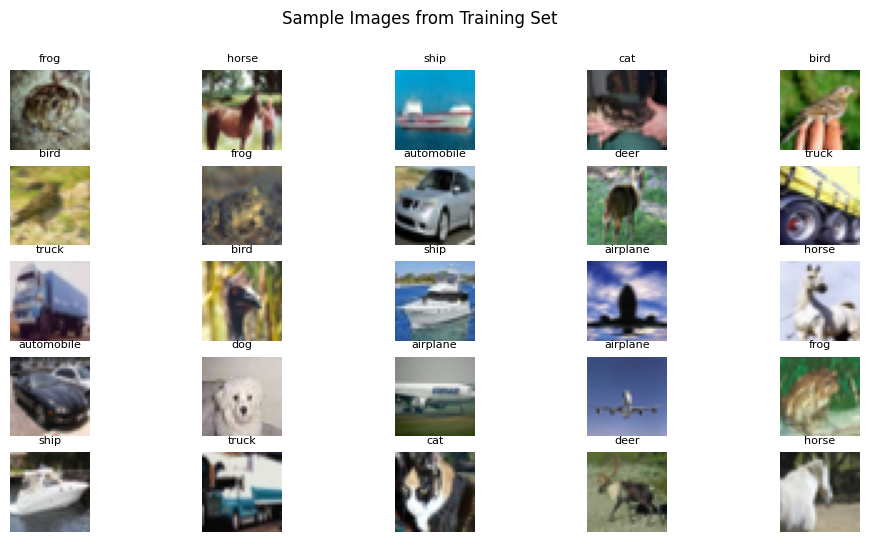 Sample Images from Training Set
frog horse ship cat bird
bird frog automobile deer truck
truck bird ship airplane horse
automobile dog airplane airplane frog
ship truck cat deer horse